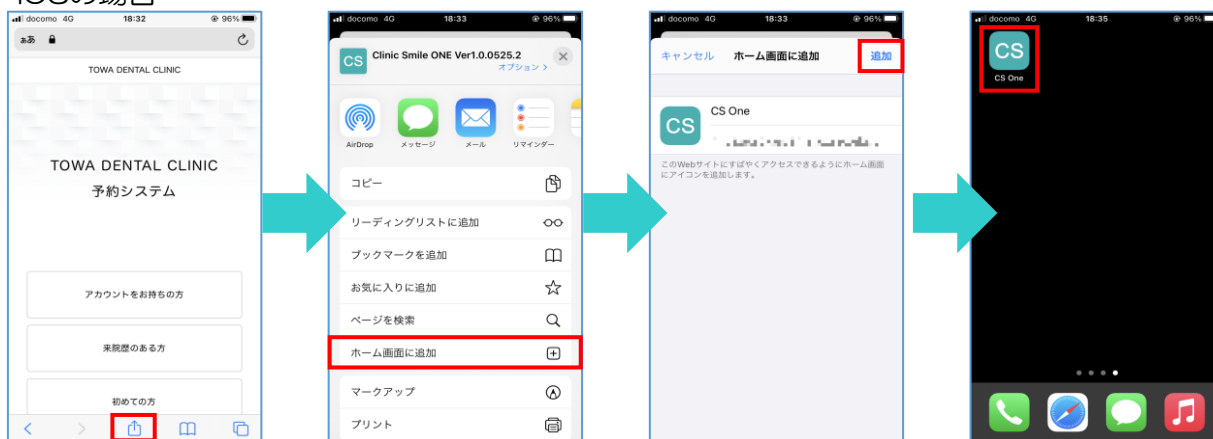 iOSの場合
docomo 4G 18:32 96%
ああ
TOWA DENTAL CLINIC
TOWA DENTAL CLINIC
予約システム
アカウントをお持ちの方
来院歴のある方
初めての方
docomo 4G 18:33 96%
CS
Clinic Smile ONE Ver1.0.0525.2
オプション >
AirDrop メッセージ メール リマインダー
コピー
リーディングリストに追加
ブックマークを追加
お気に入りに追加
ページを検索
ホーム画面に追加
マークアップ
プリント
docomo 4G 18:33 96%
キャンセル ホーム画面に追加 追加
CS
CS One
このWebサイトにすばやくアクセスできるようにホーム画面
にアイコンを追加します。
docomo 4G 18:35 96%
CS
CS One